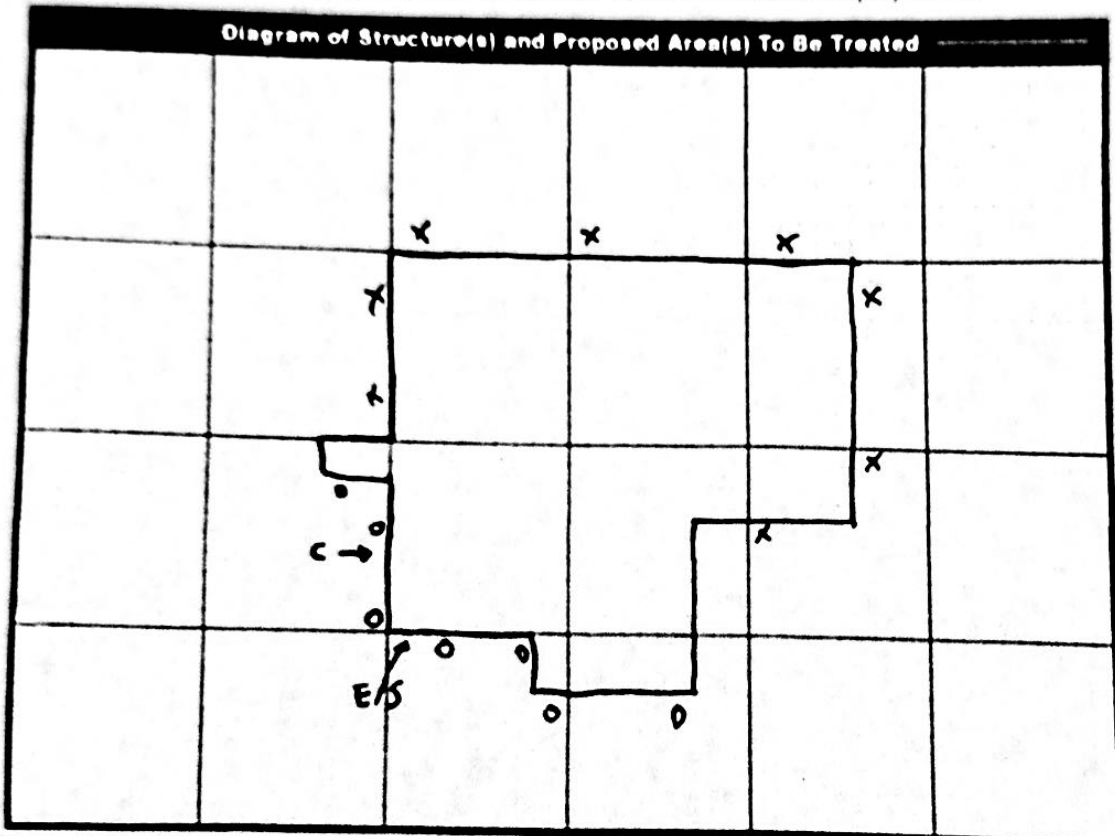 Diagram of Structure(s) and Proposed Area(s) To Be Treated
X X X
X X
x
X
O
O
C →
X
O
E/S O O
O D